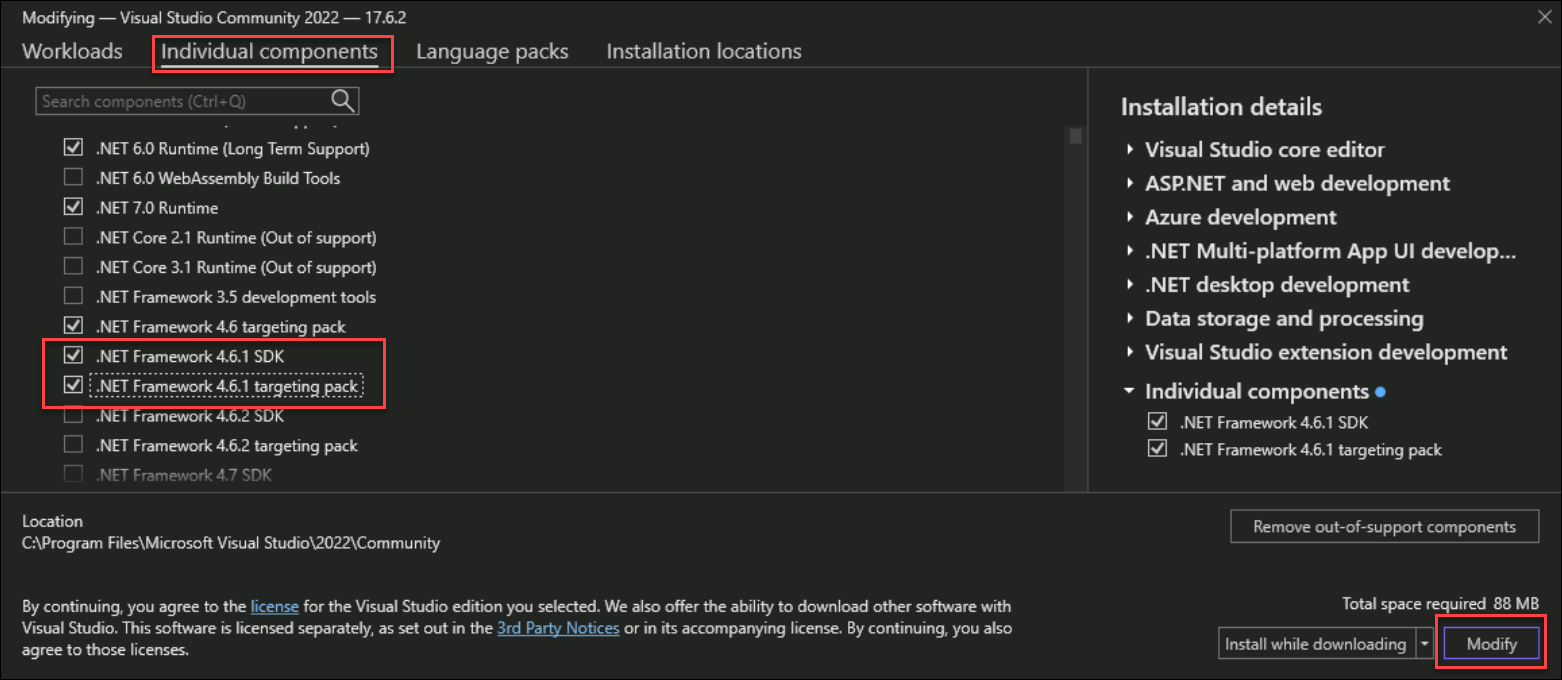 Modifying — Visual Studio Community 2022 — 17.6.2
Workloads
Individual components
Language packs
Installation locations
Search components (Ctrl+Q)
.NET 6.0 Runtime (Long Term Support)
.NET 6.0 WebAssembly Build Tools
.NET 7.0 Runtime
.NET Core 2.1 Runtime (Out of support)
.NET Core 3.1 Runtime (Out of support)
.NET Framework 3.5 development tools
.NET Framework 4.6 targeting pack
.NET Framework 4.6.1 SDK
.NET Framework 4.6.1 targeting pack
.NET Framework 4.6.2 SDK
.NET Framework 4.6.2 targeting pack
.NET Framework 4.7 SDK
Installation details
Visual Studio core editor
ASP.NET and web development
Azure development
.NET Multi-platform App UI develop...
.NET desktop development
Data storage and processing
Visual Studio extension development
Individual components
.NET Framework 4.6.1 SDK
.NET Framework 4.6.1 targeting pack
Location
C:\Program Files\Microsoft Visual Studio\2022\Community
Remove out-of-support components
By continuing, you agree to the license for the Visual Studio edition you selected. We also offer the ability to download other software with
Visual Studio. This software is licensed separately, as set out in the 3rd Party Notices or in its accompanying license. By continuing, you also
agree to those licenses.
Total space required 88 MB
Install while downloading
Modify